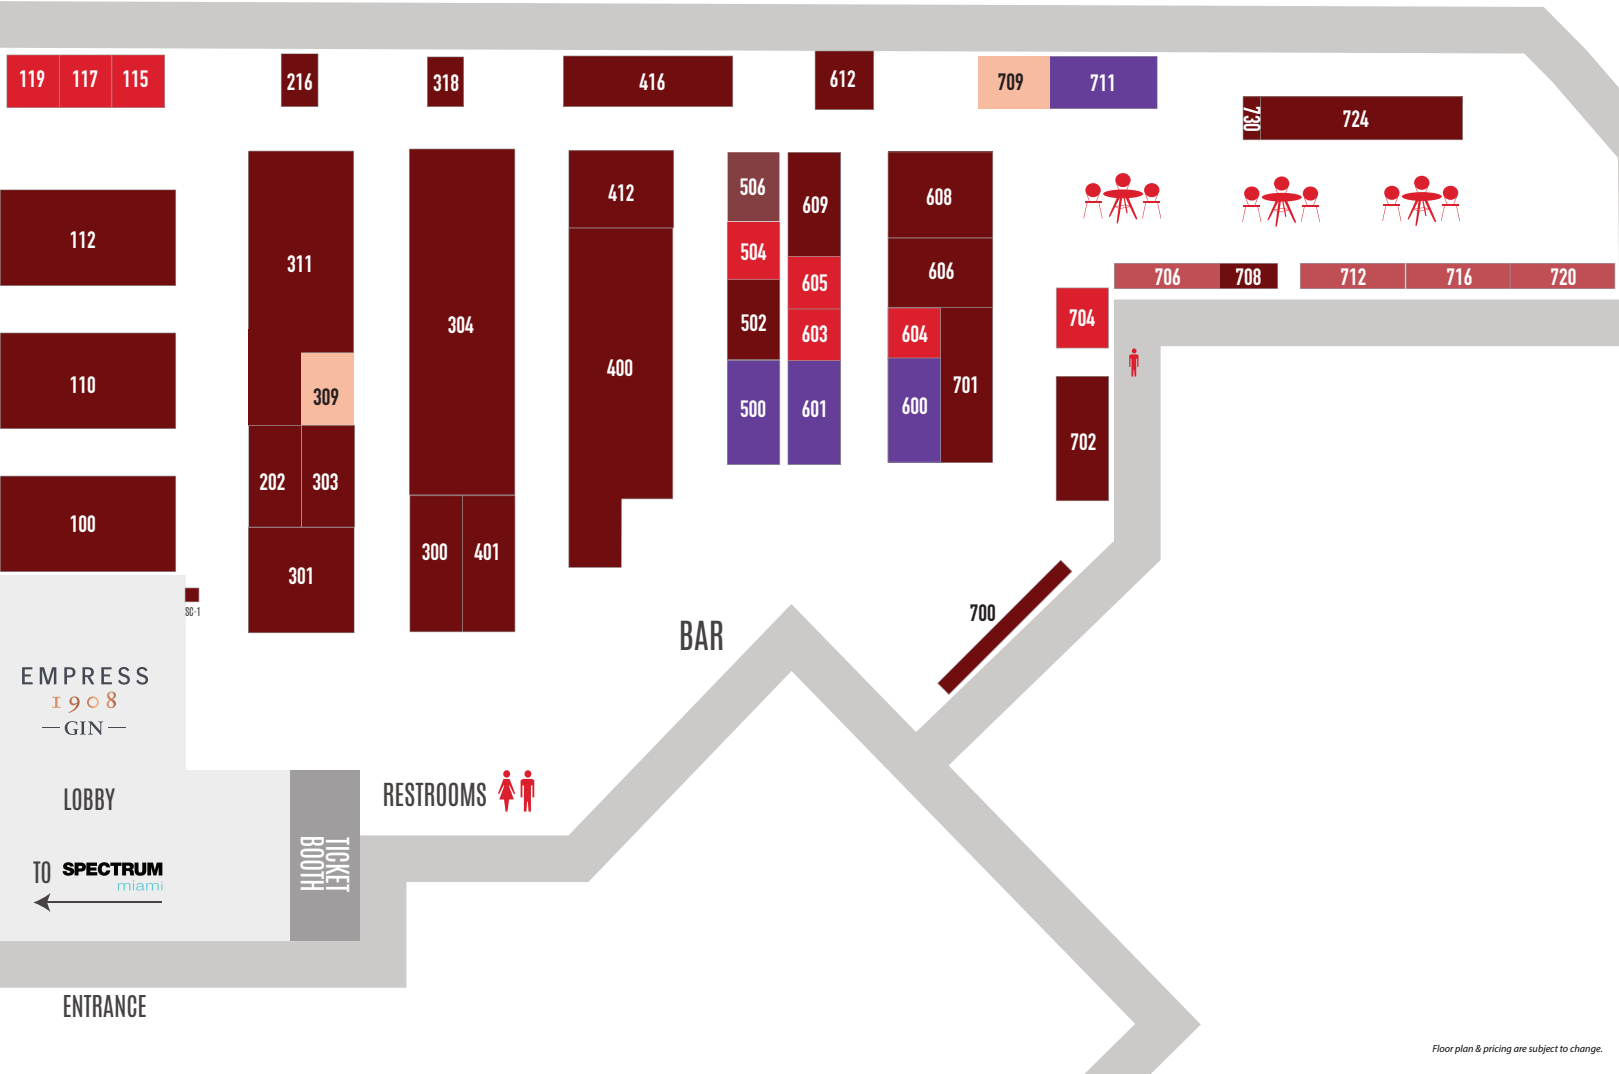 119 117 115
216
318
416
612
709 711
730 724
112
311
304
412
506
609
608
504
605
606
706 708 712 716 720
110
309
400
502
603
604
704
500
601
600
701
702
100
202 303
300 401
301
SC-1
700
BAR
EMPRESS
1908
GIN
LOBBY
RESTROOMS
TICKET
BOOTH
TO SPECTRUM
miami
ENTRANCE
Floor plan & pricing are subject to change.